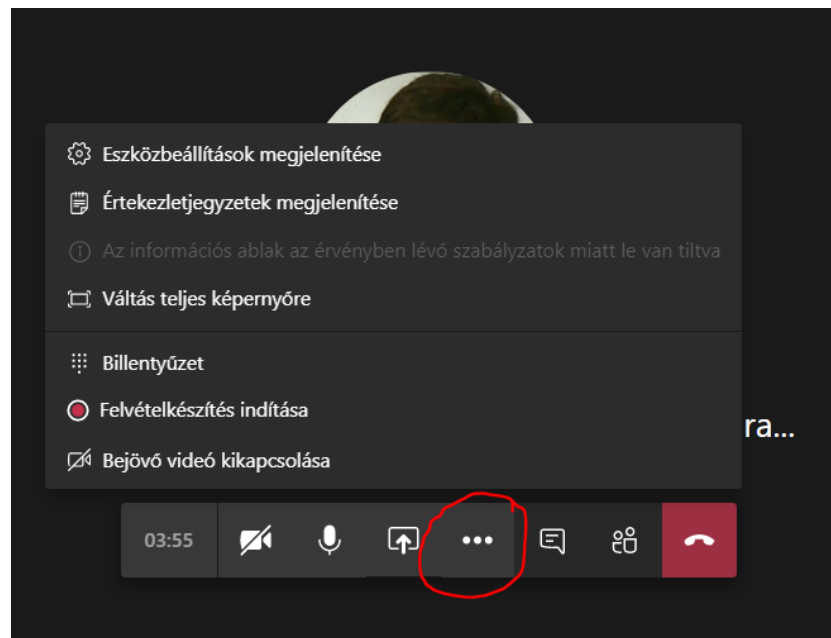 Eszközbeállítások megjelenítése
Értekezletjegyzetek megjelenítése
Az információs ablak az érvényben lévő szabályzatok miatt le van tiltva
Váltás teljes képernyőre
Billentyűzet
Felvételkészítés indítása
ra...
Bejövő videó kikapcsolása
03:55